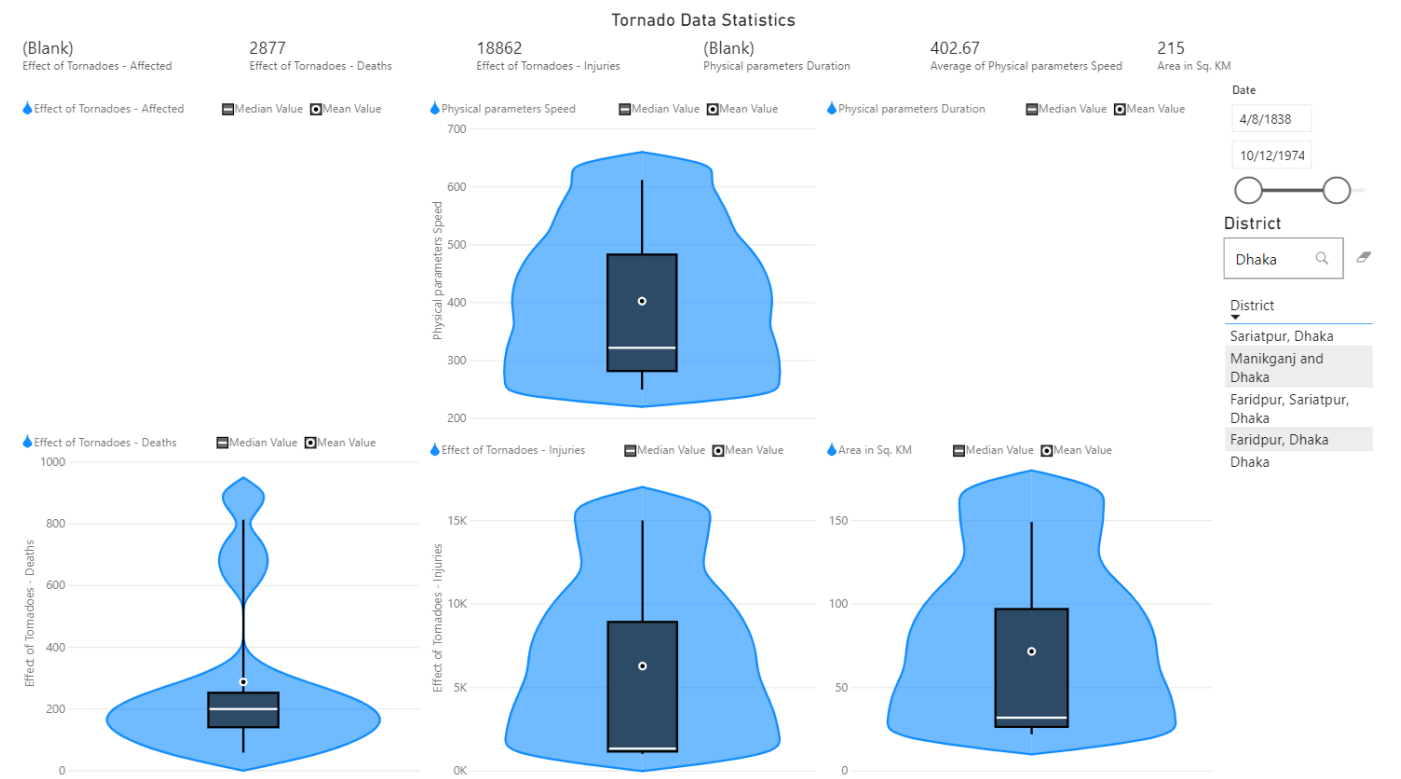 Tornado Data Statistics
(Blank)
Effect of Tornadoes - Affected
2877
Effect of Tornadoes - Deaths
18862
Effect of Tornadoes - Injuries
(Blank)
Physical parameters Duration
402.67
Average of Physical parameters Speed
215
Area in Sq. KM
Effect of Tornadoes - Affected Median Value Mean Value
Physical parameters Speed Median Value Mean Value
700
600
500
400
300
200
Physical parameters Speed
Physical parameters Duration Median Value Mean Value
Date
4/8/1838
10/12/1974
District
Dhaka
District
Sariatpur, Dhaka
Manikganj and
Dhaka
Faridpur, Sariatpur,
Dhaka
Faridpur, Dhaka
Dhaka
Effect of Tornadoes - Deaths Median Value Mean Value
1000
800
600
400
200
0
Effect of Tornadoes - Deaths
Effect of Tornadoes - Injuries Median Value Mean Value
15K
10K
5K
0K
Effect of Tornadoes - Injuries
Area in Sq. KM Median Value Mean Value
150
100
50
0